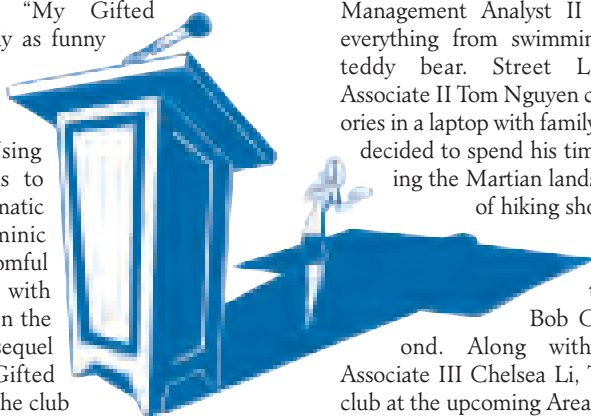 “My Gifted
y as funny
sing
s to
matic
minic
omful
with
n the
sequel
Gifted
he club
Management Analyst II
everything from swimmin
teddy bear. Street L
Associate II Tom Nguyen c
ories in a laptop with family
decided to spend his tim
ing the Martian lands
of hiking sho
t
Bob C
ond. Along with
Associate III Chelsea Li, T
club at the upcoming Area